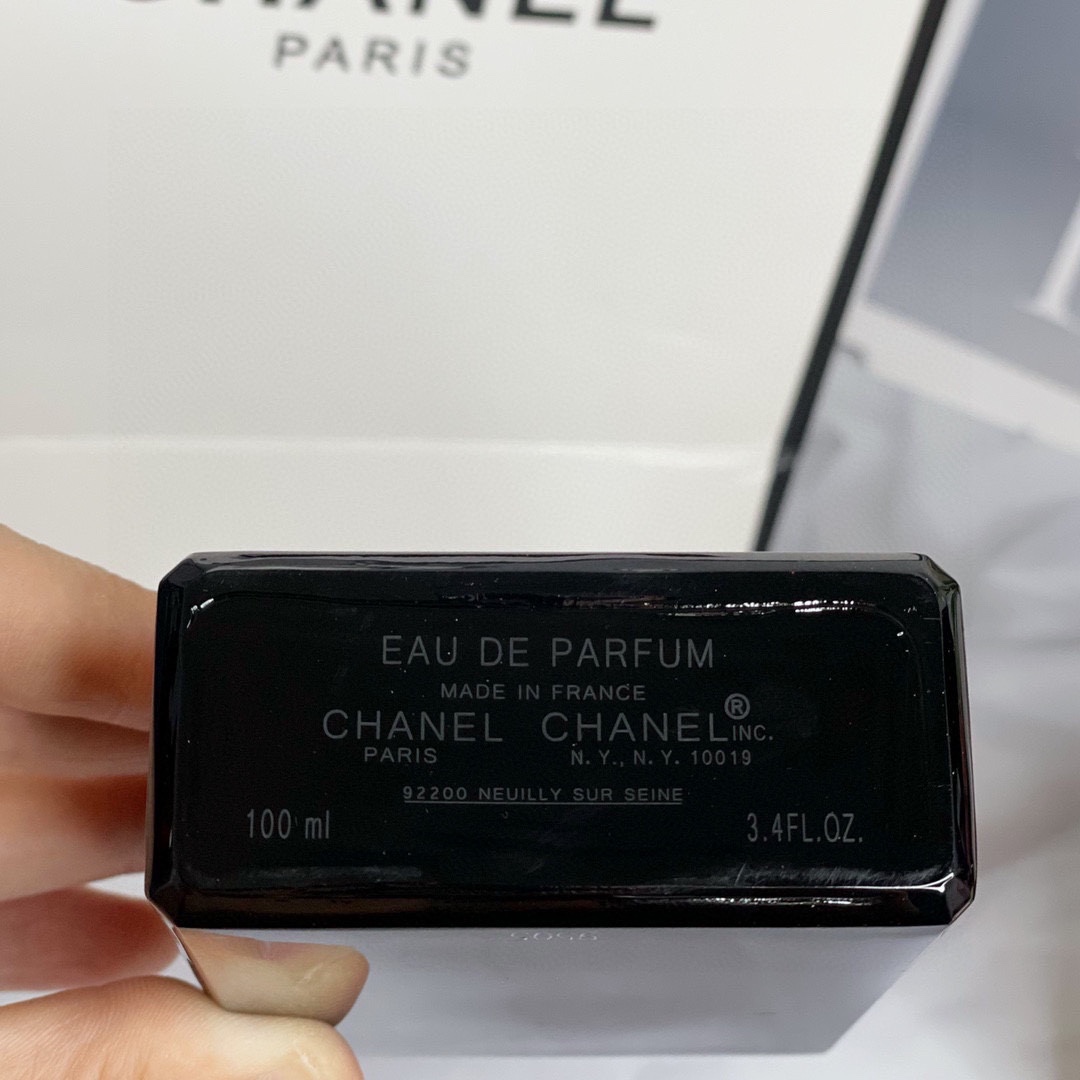 CHANEL
PARIS
EAU DE PARFUM
MADE IN FRANCE
CHANEL CHANEL® INC.
PARIS N.Y., N.Y. 10019
92200 NEUILLY SUR SEINE
100 ml 3.4FL.OZ.